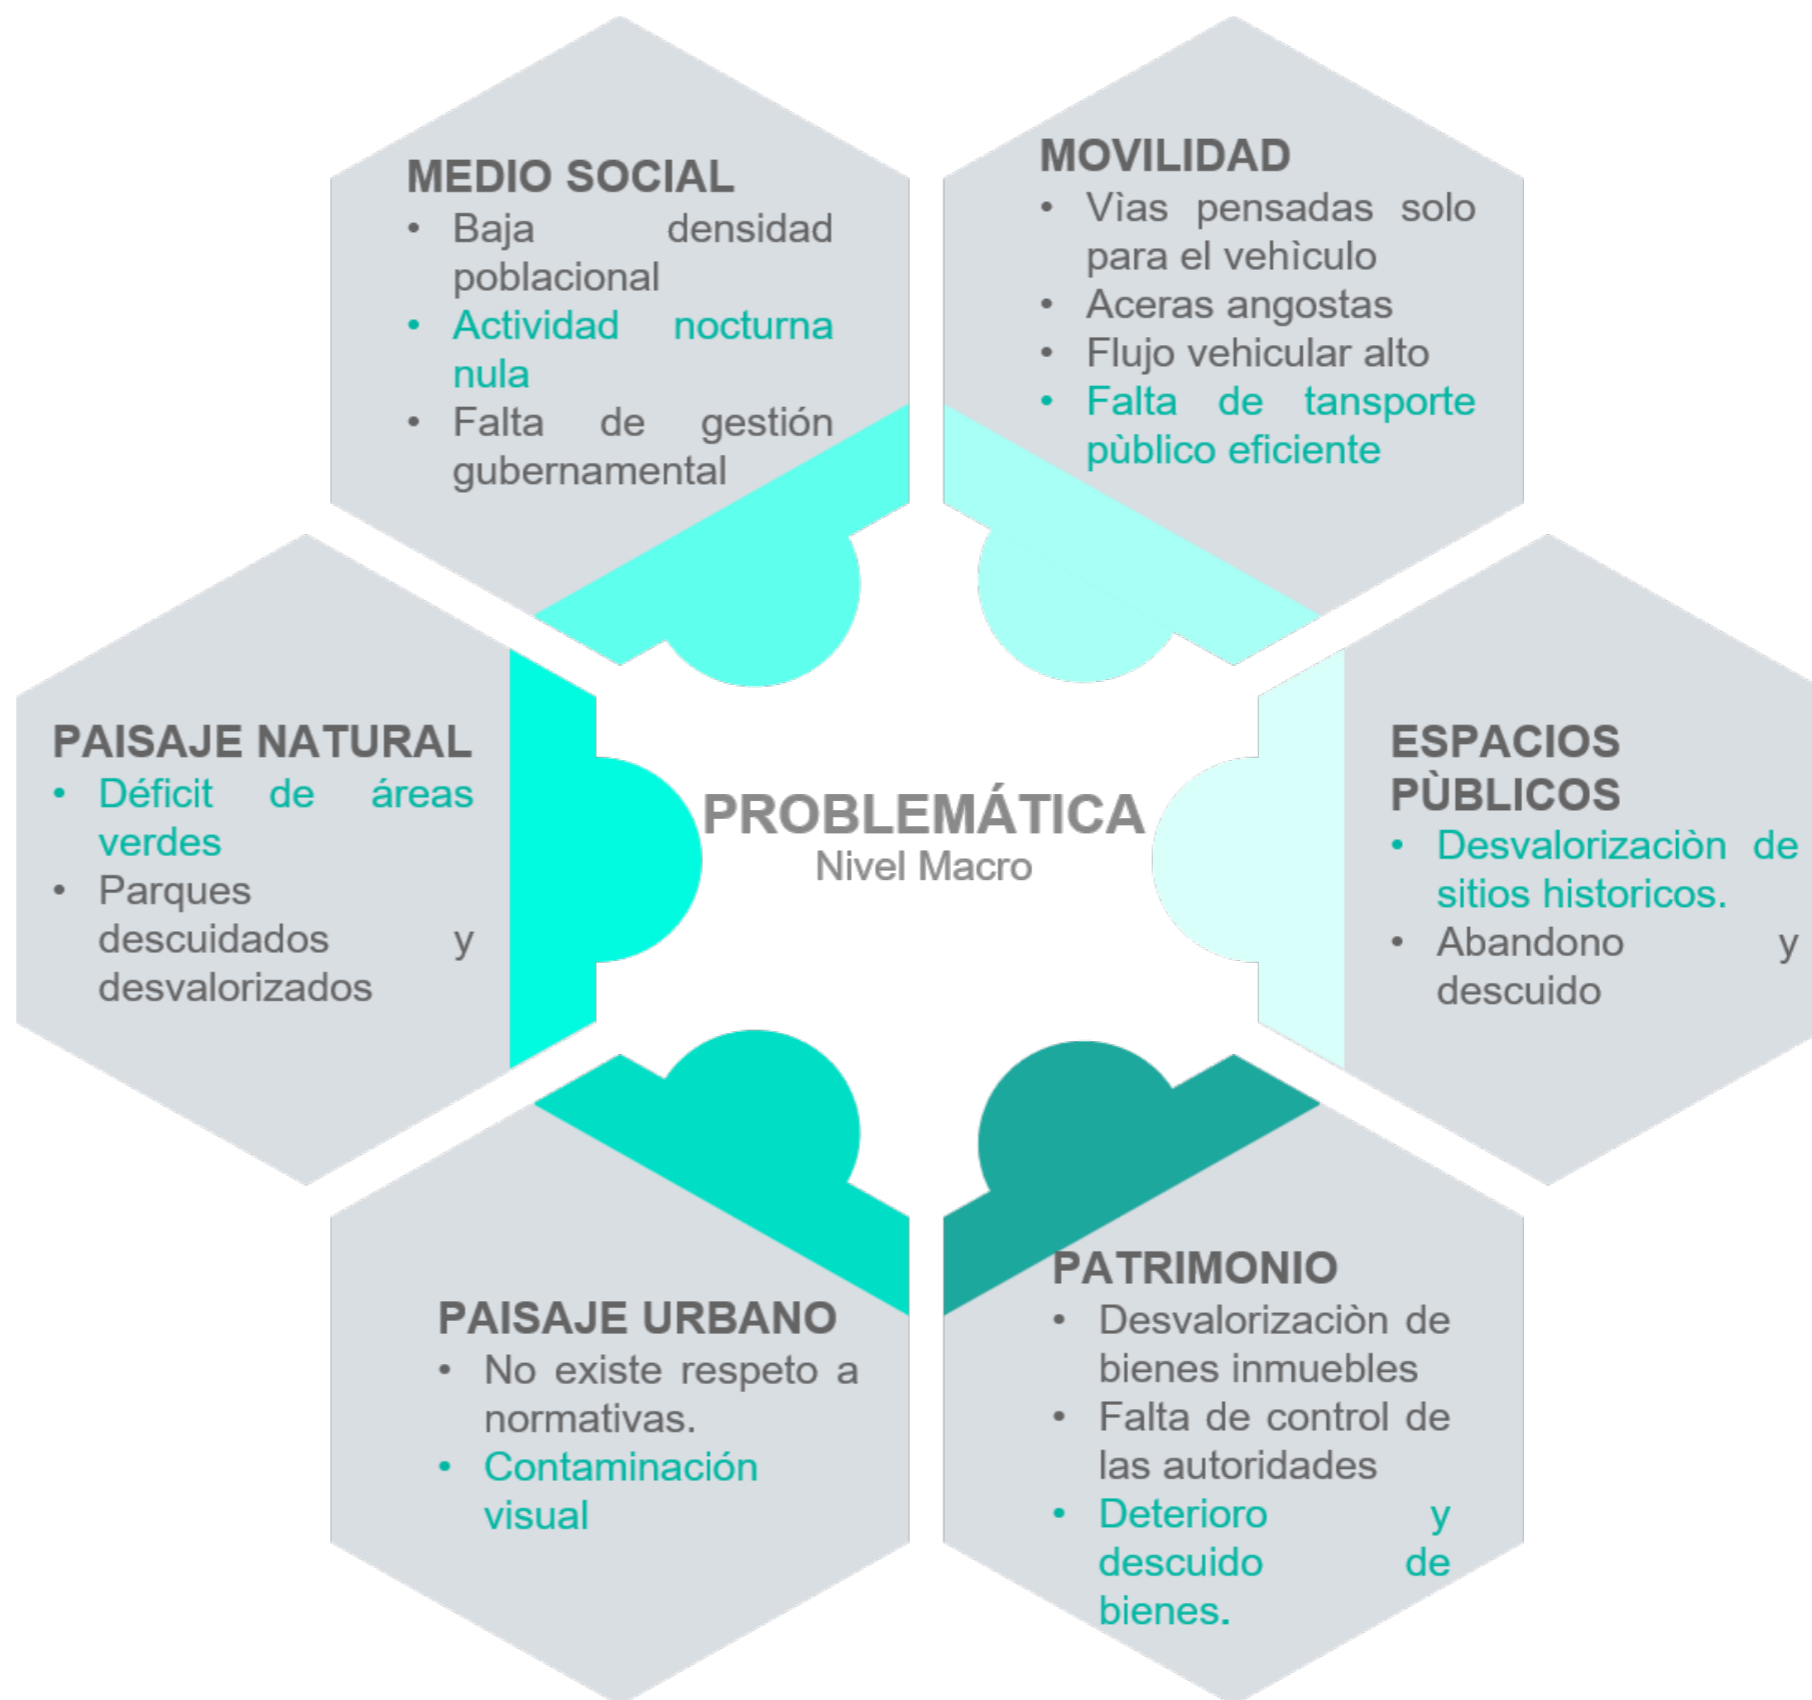 MEDIO SOCIAL
• Baja densidad
poblacional
• Actividad nocturna
nula
• Falta de gestión
gubernamental
MOVILIDAD
• Vìas pensadas solo
para el vehìculo
• Aceras angostas
• Flujo vehicular alto
• Falta de tansporte
pùblico eficiente
PAISAJE NATURAL
• Déficit de áreas
verdes
• Parques
descuidados y
desvalorizados
PROBLEMÁTICA
Nivel Macro
ESPACIOS
PÙBLICOS
• Desvalorizaciòn de
sitios historicos.
• Abandono y
descuido
PAISAJE URBANO
• No existe respeto a
normativas.
• Contaminación
visual
PATRIMONIO
• Desvalorizaciòn de
bienes inmuebles
• Falta de control de
las autoridades
• Deterioro y
descuido de
bienes.